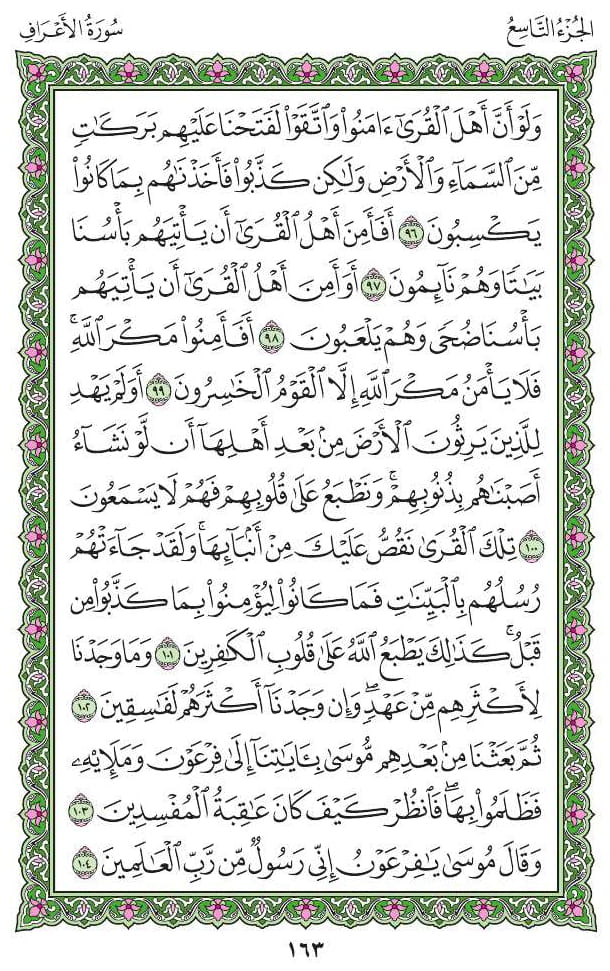 الجُزْءُ التَّاسِعُ
سُورَةُ الأَعْرَافِ
وَلَوۡ أَنَّ أَهۡلَ ٱلۡقُرَىٰٓ ءَامَنُواْ وَٱتَّقَوۡاْ لَفَتَحۡنَا عَلَيۡهِم بَرَكَٰتٖ
مِّنَ ٱلسَّمَآءِ وَٱلۡأَرۡضِ وَلَٰكِن كَذَّبُواْ فَأَخَذۡنَٰهُم بِمَا كَانُواْ
يَكۡسِبُونَ ٩٦ أَفَأَمِنَ أَهۡلُ ٱلۡقُرَىٰٓ أَن يَأۡتِيَهُم بَأۡسُنَا
بَيَٰتٗا وَهُمۡ نَآئِمُونَ ٩٧ أَوَأَمِنَ أَهۡلُ ٱلۡقُرَىٰٓ أَن يَأۡتِيَهُم
بَأۡسُنَا ضُحٗى وَهُمۡ يَلۡعَبُونَ ٩٨ أَفَأَمِنُواْ مَكۡرَ ٱللَّهِۚ
فَلَا يَأۡمَنُ مَكۡرَ ٱللَّهِ إِلَّا ٱلۡقَوۡمُ ٱلۡخَٰسِرُونَ ٩٩ أَوَلَمۡ يَهۡدِ
لِلَّذِينَ يَرِثُونَ ٱلۡأَرۡضَ مِنۢ بَعۡدِ أَهۡلِهَآ أَن لَّوۡ نَشَآءُ
أَصَبۡنَٰهُم بِذُنُوبِهِمۡۚ وَنَطۡبَعُ عَلَىٰ قُلُوبِهِمۡ فَهُمۡ لَا يَسۡمَعُونَ
١٠٠ تِلۡكَ ٱلۡقُرَىٰ نَقُصُّ عَلَيۡكَ مِنۡ أَنۢبَآئِهَاۚ وَلَقَدۡ جَآءَتۡهُمۡ
رُسُلُهُم بِٱلۡبَيِّنَٰتِ فَمَا كَانُواْ لِيُؤۡمِنُواْ بِمَا كَذَّبُواْ مِن
قَبۡلُۚ كَذَٰلِكَ يَطۡبَعُ ٱللَّهُ عَلَىٰ قُلُوبِ ٱلۡكَٰفِرِينَ ١٠١ وَمَا وَجَدۡنَا
لِأَكۡثَرِهِم مِّنۡ عَهۡدٖۖ وَإِن وَجَدۡنَآ أَكۡثَرَهُمۡ لَفَٰسِقِينَ ١٠٢
ثُمَّ بَعَثۡنَا مِنۢ بَعۡدِهِم مُّوسَىٰ بِـَٔايَٰتِنَآ إِلَىٰ فِرۡعَوۡنَ وَمَلَإِيْهِۦ
فَظَلَمُواْ بِهَاۖ فَٱنظُرۡ كَيۡفَ كَانَ عَٰقِبَةُ ٱلۡمُفۡسِدِينَ ١٠٣
وَقَالَ مُوسَىٰ يَٰفِرۡعَوۡنُ إِنِّي رَسُولٞ مِّن رَّبِّ ٱلۡعَٰلَمِينَ ١٠٤
١٦٣